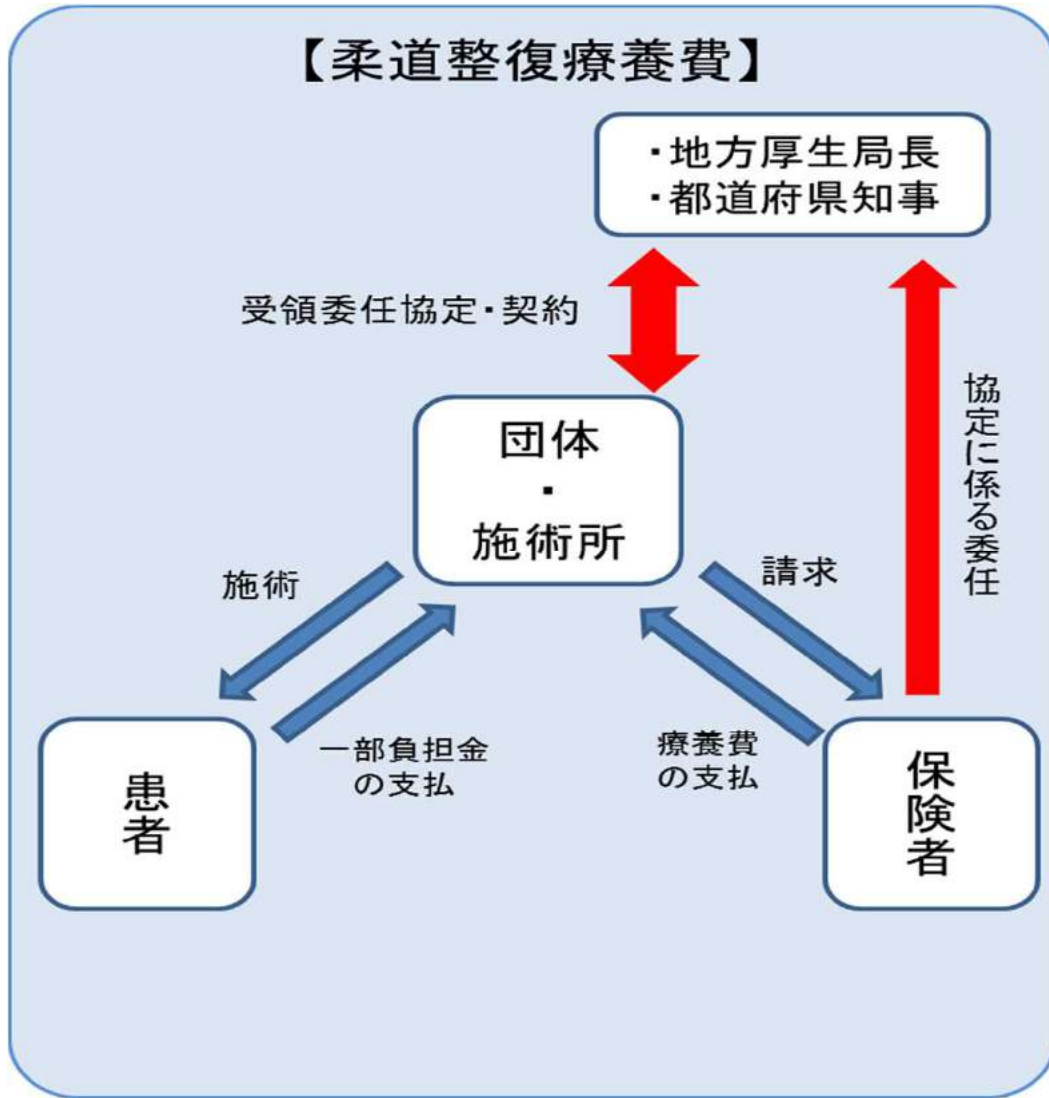 【柔道整復療養費】
・地方厚生局長
・都道府県知事
受領委任協定・契約
協定に係る委任
団体
・
施術所
施術
請求
一部負担金
の支払
療養費
の支払
患者
保険者